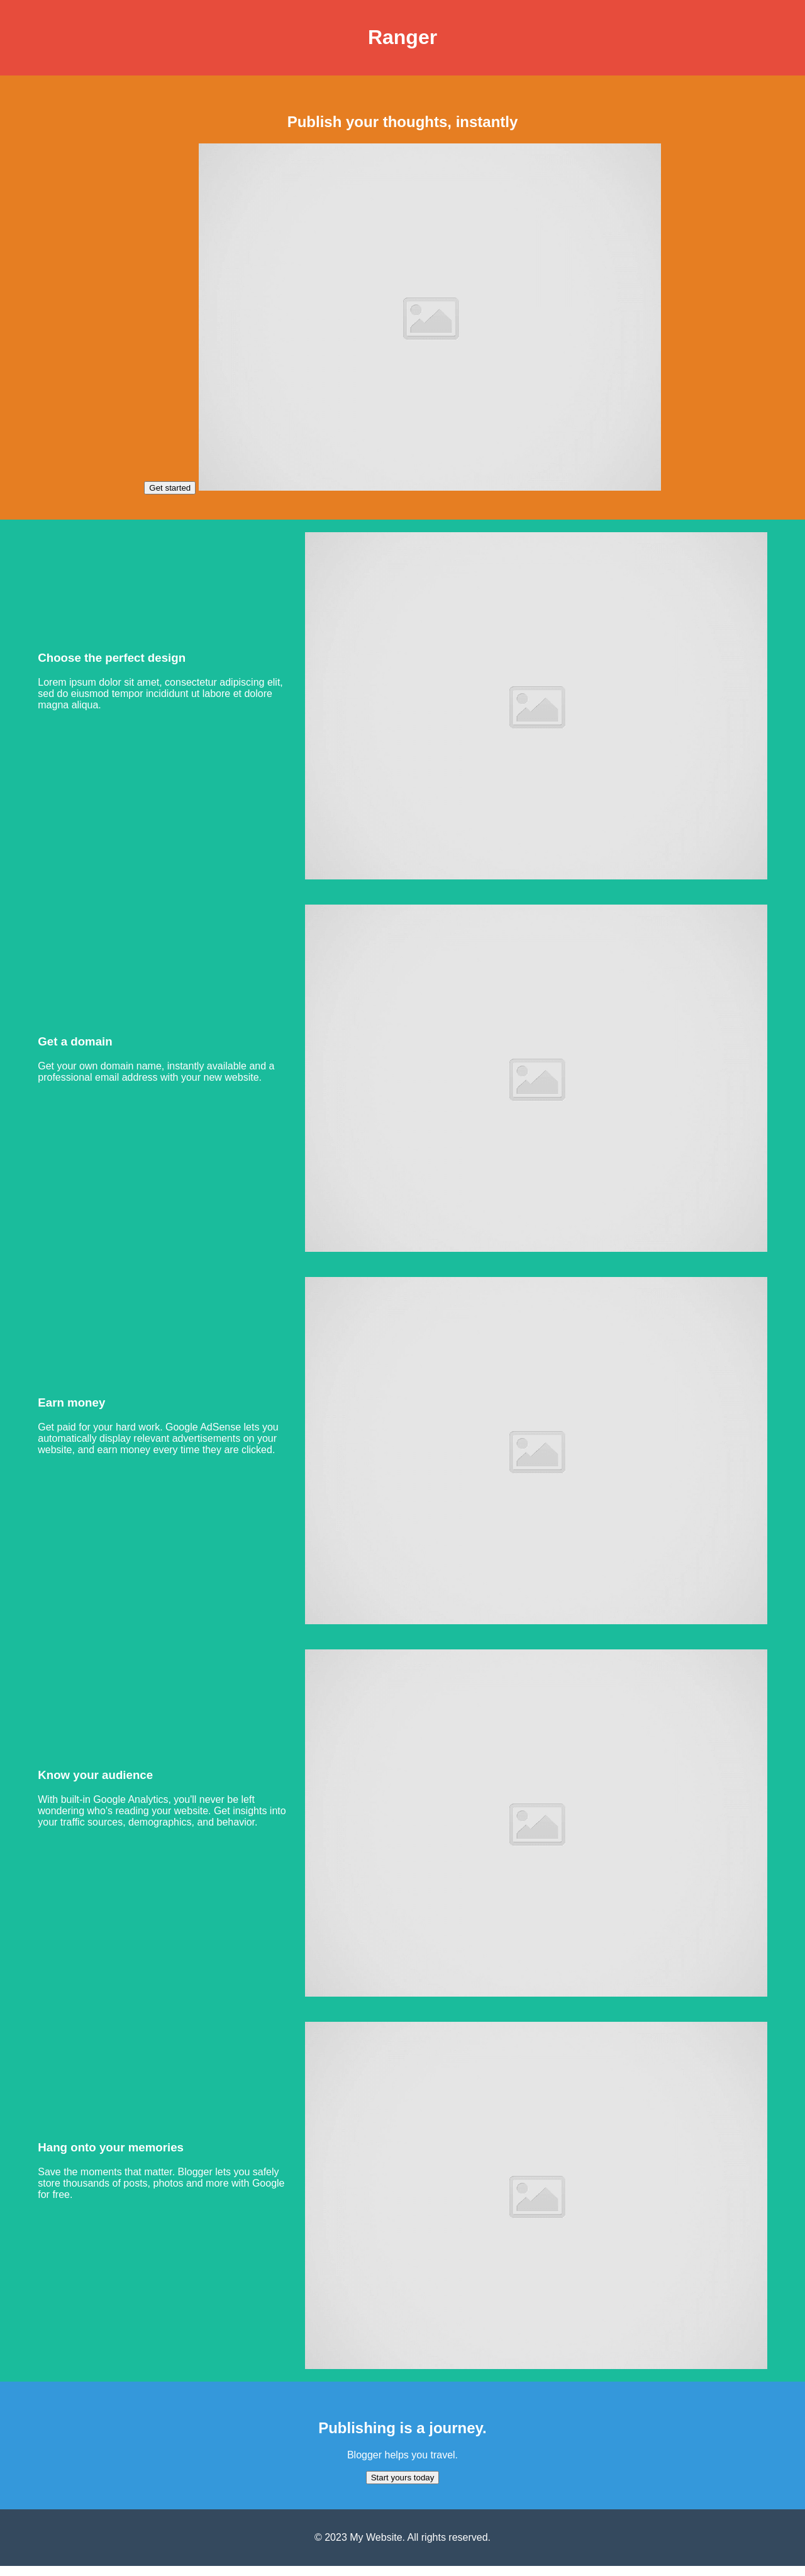 Ranger
Publish your thoughts, instantly
Get started
Choose the perfect design
Lorem ipsum dolor sit amet, consectetur adipiscing elit,
sed do eiusmod tempor incididunt ut labore et dolore
magna aliqua.
Get a domain
Get your own domain name, instantly available and a
professional email address with your new website.
Earn money
Get paid for your hard work. Google AdSense lets you
automatically display relevant advertisements on your
website, and earn money every time they are clicked.
Know your audience
With built-in Google Analytics, you'll never be left
wondering who's reading your website. Get insights into
your traffic sources, demographics, and behavior.
Hang onto your memories
Save the moments that matter. Blogger lets you safely
store thousands of posts, photos and more with Google
for free.
Publishing is a journey.
Blogger helps you travel.
Start yours today
© 2023 My Website. All rights reserved.